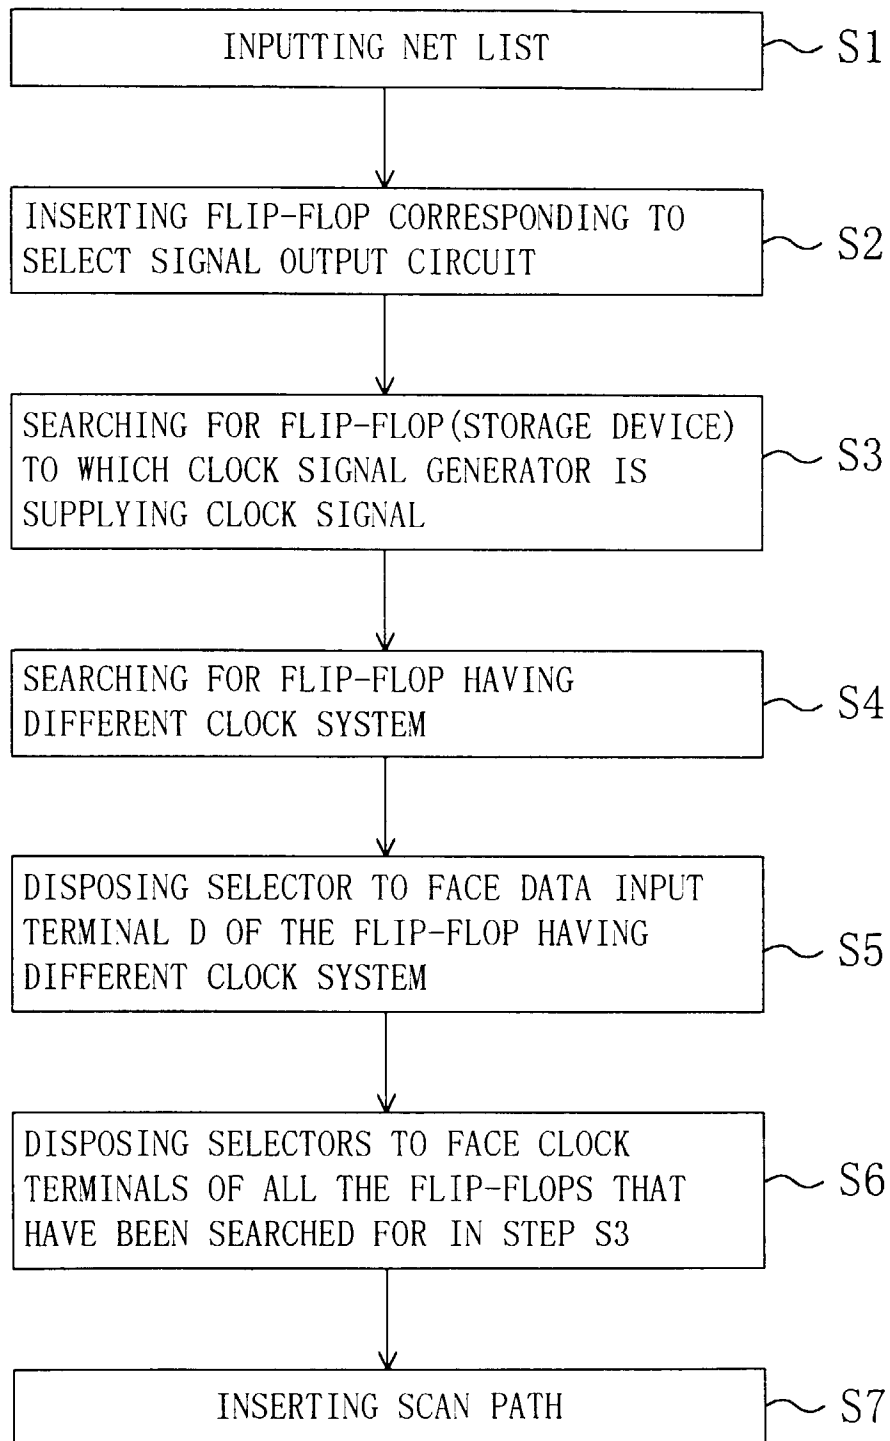 INPUTTING NET LIST
S1
INSERTING FLIP-FLOP CORRESPONDING TO
SELECT SIGNAL OUTPUT CIRCUIT
S2
SEARCHING FOR FLIP-FLOP(STORAGE DEVICE)
TO WHICH CLOCK SIGNAL GENERATOR IS
SUPPLYING CLOCK SIGNAL
S3
SEARCHING FOR FLIP-FLOP HAVING
DIFFERENT CLOCK SYSTEM
S4
DISPOSING SELECTOR TO FACE DATA INPUT
TERMINAL D OF THE FLIP-FLOP HAVING
DIFFERENT CLOCK SYSTEM
S5
DISPOSING SELECTORS TO FACE CLOCK
TERMINALS OF ALL THE FLIP-FLOPS THAT
HAVE BEEN SEARCHED FOR IN STEP S3
S6
INSERTING SCAN PATH
S7